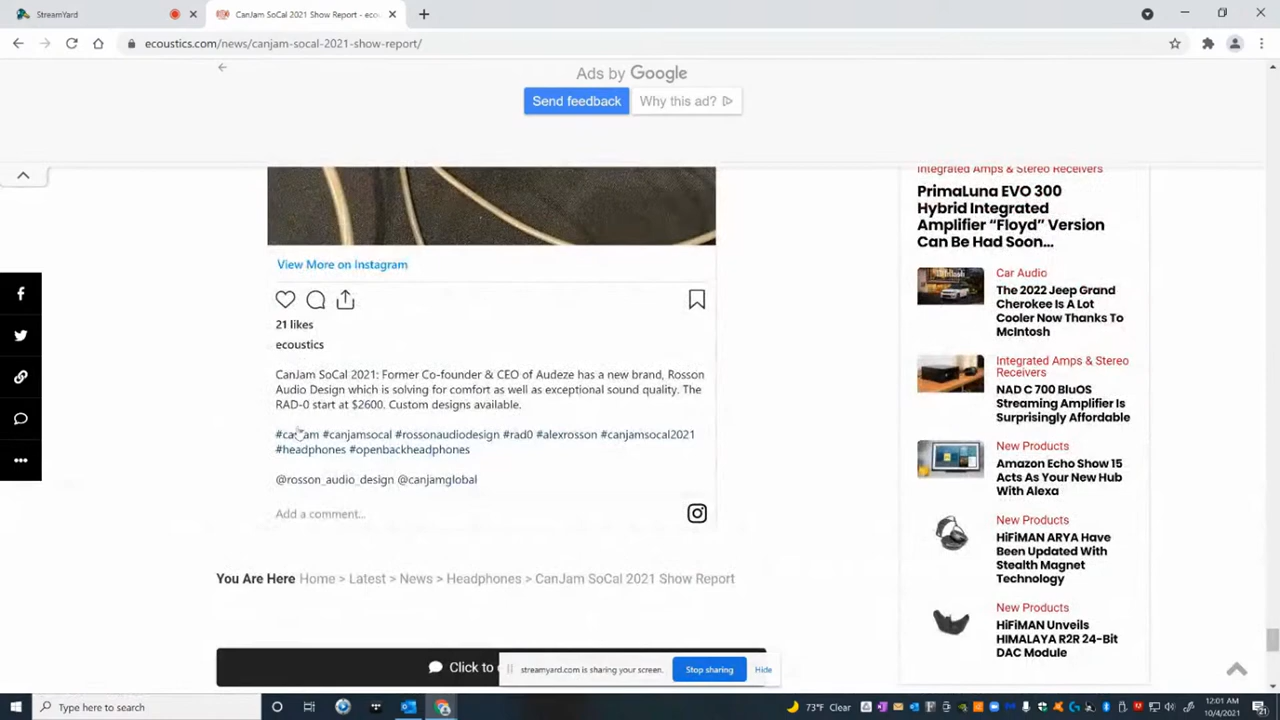 StreamYard
CanJam SoCal 2021 Show Report - eco
ecoustics.com/news/canjam-socal-2021-show-report/
Ads by Google
Send feedback
Why this ad?
View More on Instagram
21 likes
ecoustics
CanJam SoCal 2021: Former Co-founder & CEO of Audeze has a new brand, Rosson
Audio Design which is solving for comfort as well as exceptional sound quality. The
RAD-0 start at $2600. Custom designs available.
#canjam #canjamsocal #rossonaudiodesign #rad0 #alexrosson #canjamsocal2021
#headphones #openbackheadphones
@rosson_audio_design @canjamglobal
Add a comment...
You Are Here Home > Latest > News > Headphones > CanJam SoCal 2021 Show Report
Click to
streamyard.com is sharing your screen.
Stop sharing
Hide
Integrated Amps & Stereo Receivers
PrimaLuna EVO 300
Hybrid Integrated
Amplifier “Floyd” Version
Can Be Had Soon...
Car Audio
The 2022 Jeep Grand
Cherokee Is A Lot
Cooler Now Thanks To
McIntosh
Integrated Amps & Stereo
Receivers
NAD C 700 BluOS
Streaming Amplifier Is
Surprisingly Affordable
New Products
Amazon Echo Show 15
Acts As Your New Hub
With Alexa
New Products
HiFiMAN ARYA Have
Been Updated With
Stealth Magnet
Technology
New Products
HiFiMAN Unveils
HIMALAYA R2R 24-Bit
DAC Module
Type here to search
73°F Clear
12:01 AM
10/4/2021
21